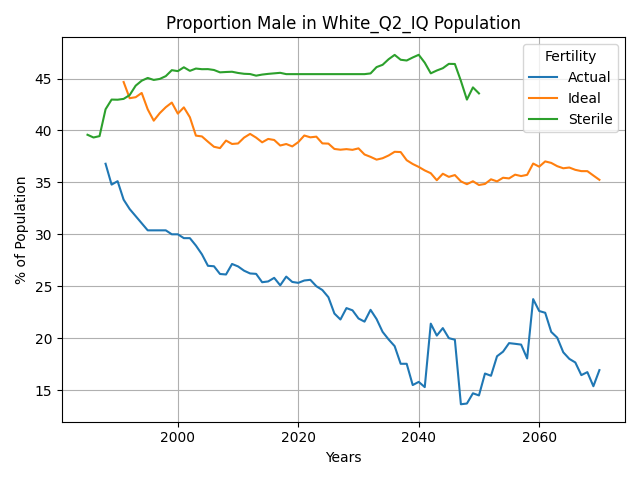 Proportion Male in White_Q2_IQ Population
% of Population
45
40
35
30
25
20
15
2000
2020
2040
2060
Years
Fertility
Actual
Ideal
Sterile